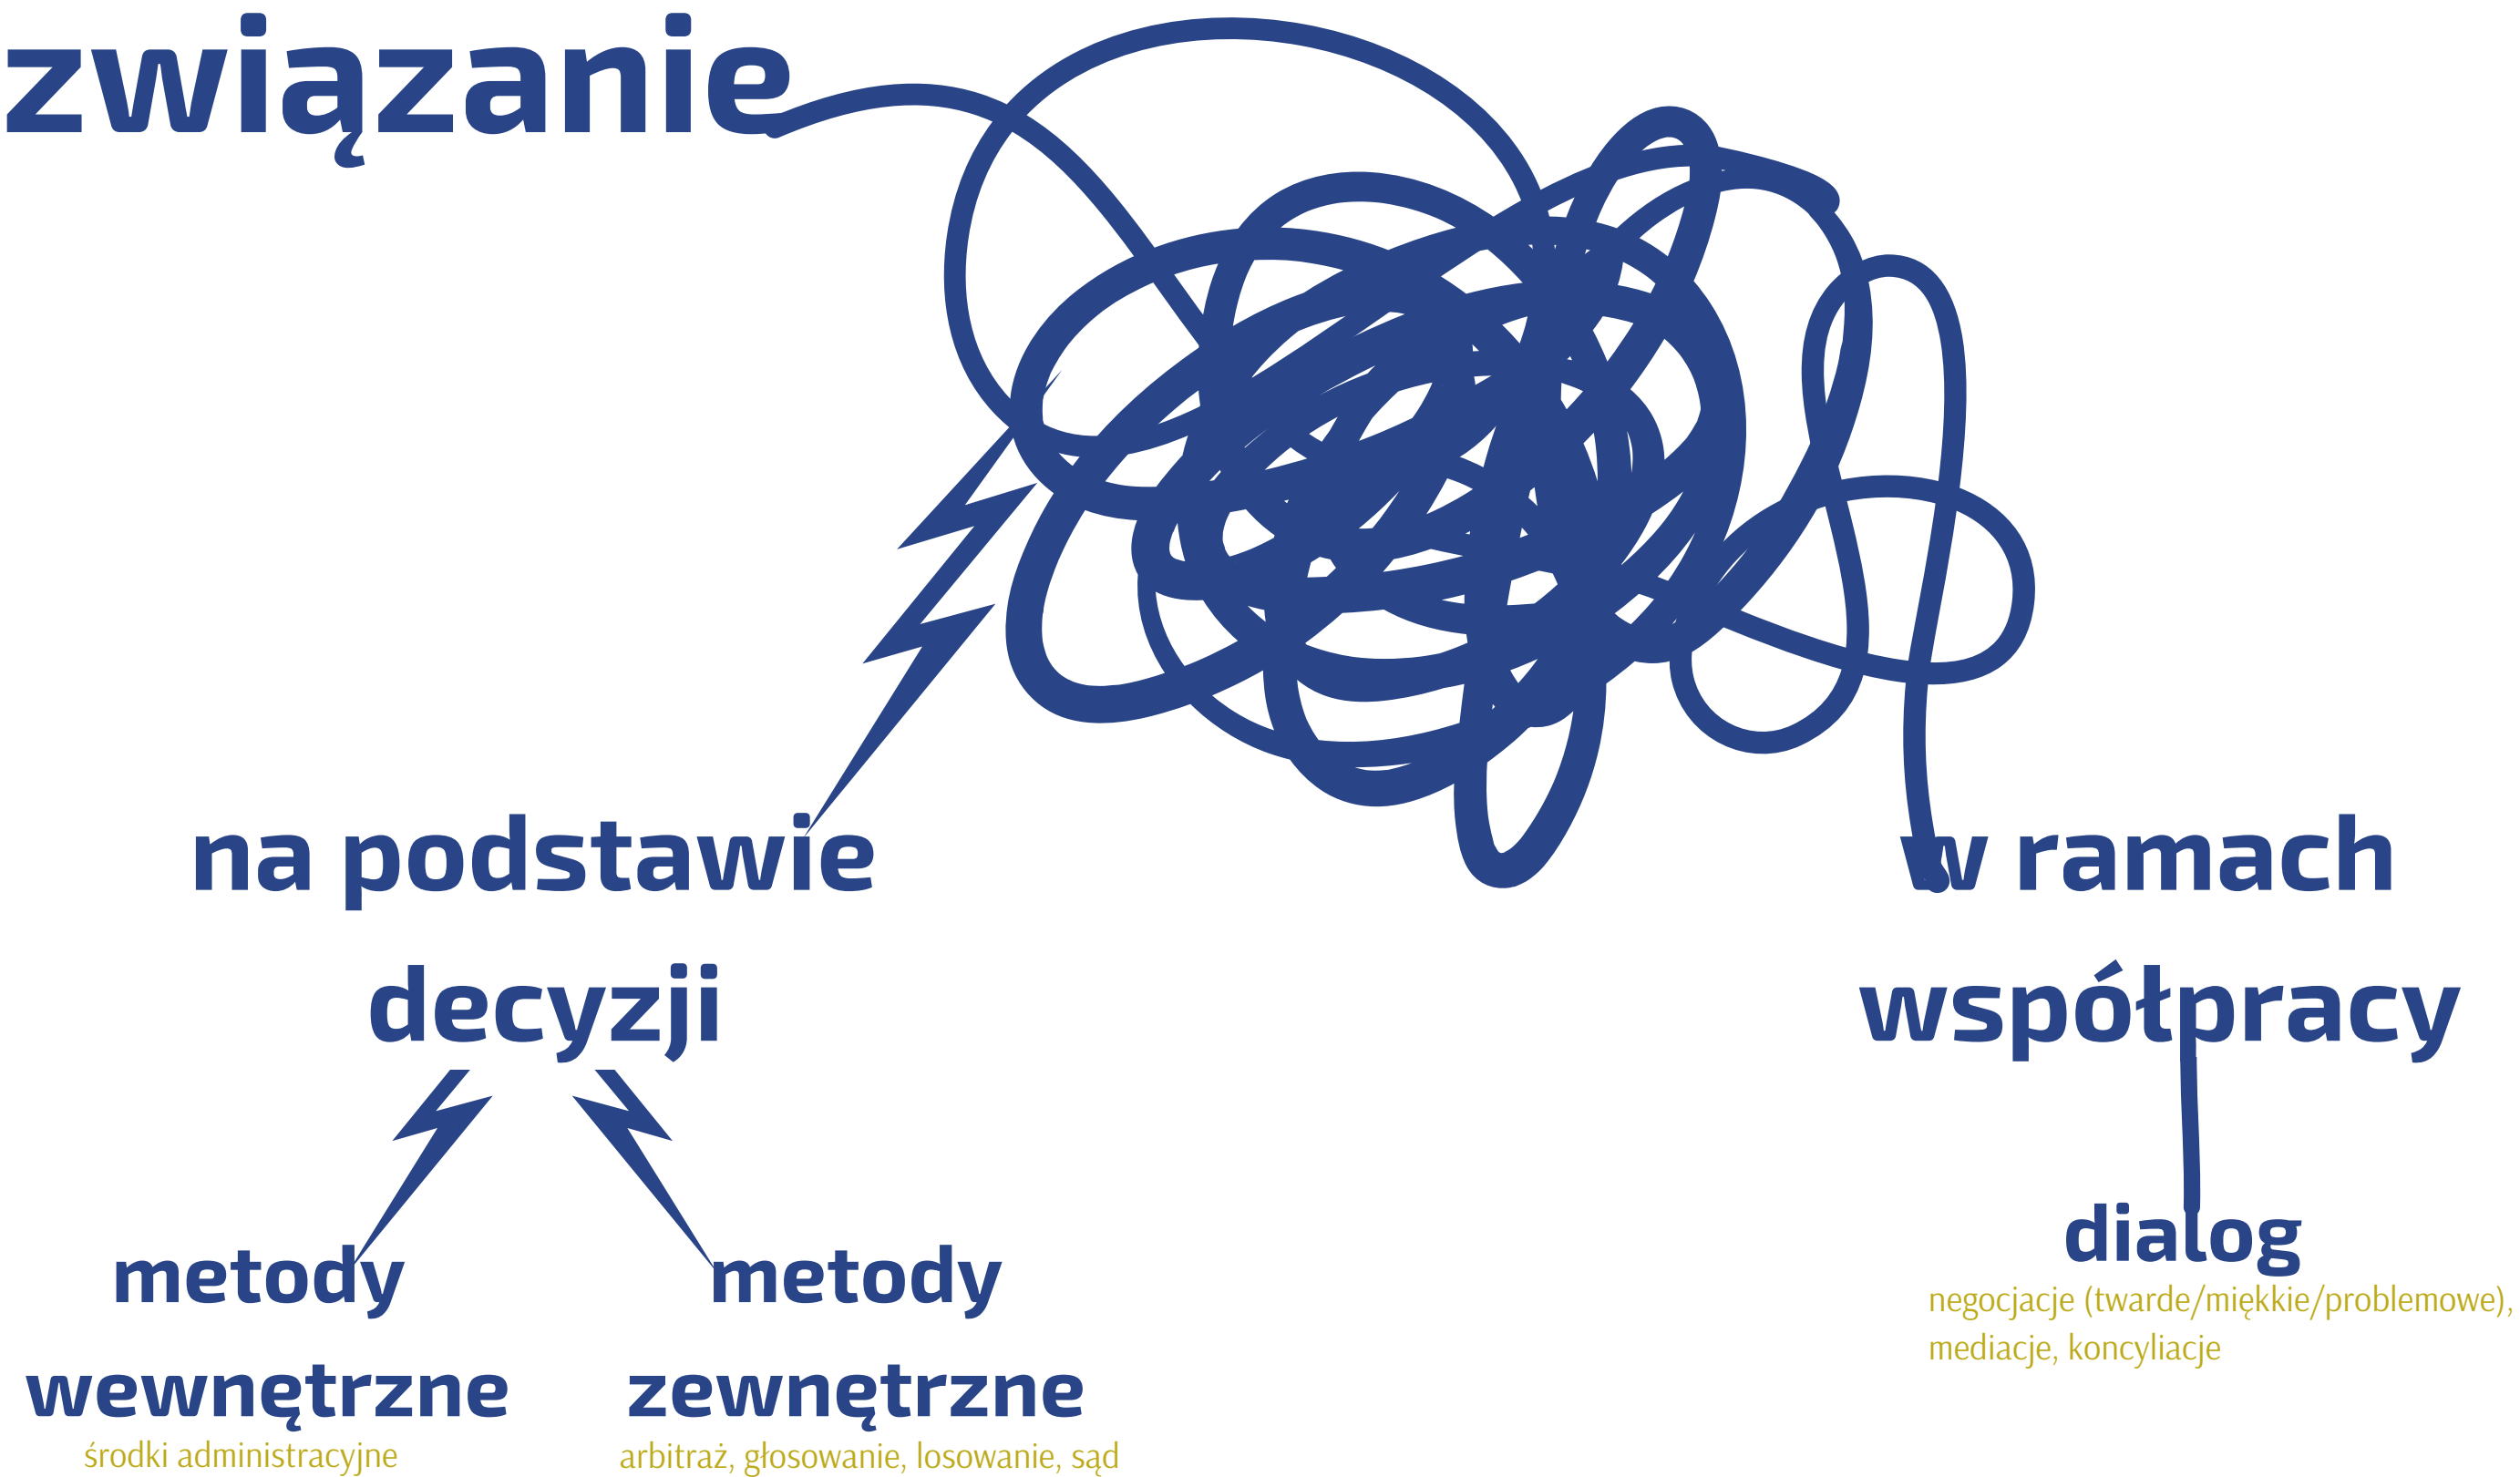 związanie
na podstawie
decyzji
w ramach
współpracy
metody
wewnętrzne
środki administracyjne
metody
zewnętrzne
arbitraż, głosowanie, losowanie, sąd
dialog
negocjacje (twarde/miękkie/problemowe),
mediacje, koncyliacje